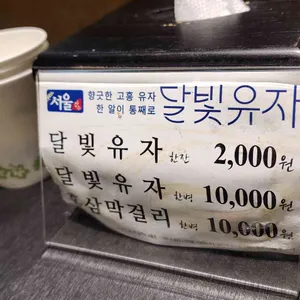 서울
향긋한 고흥 유자
한 알이 통째로
달빛유자
달빛유자 한잔 2,000원
달빛유자 한병 10,000원
삼막걸리 한병 10,000원